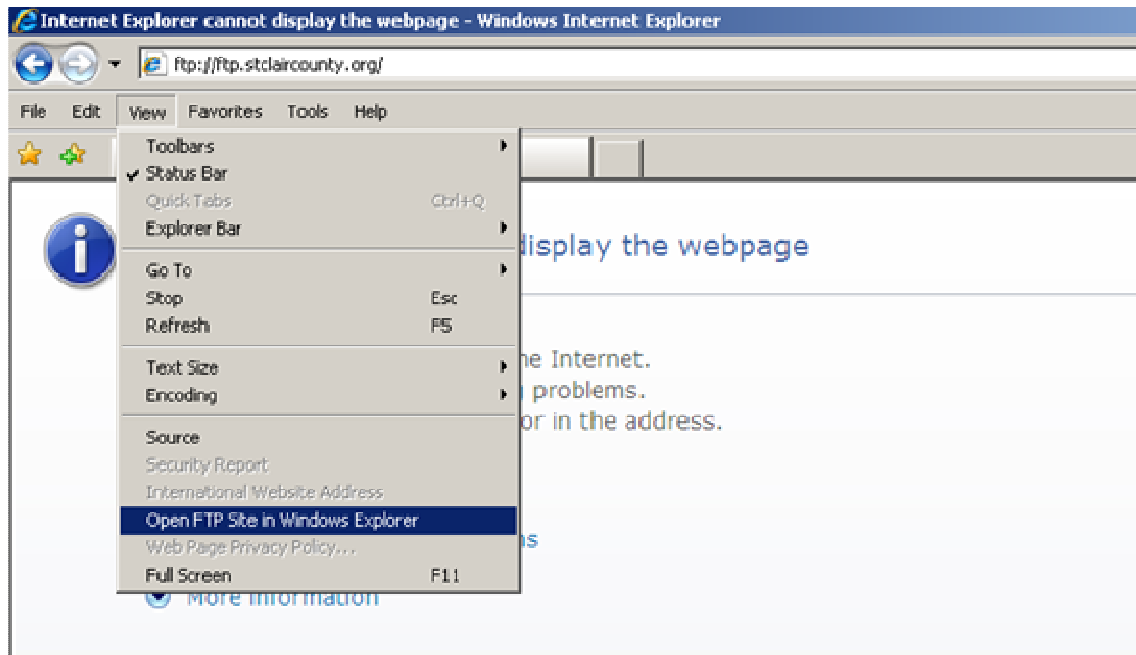 Internet Explorer cannot display the webpage - Windows Internet Explorer
ftp://ftp.stclaircounty.org/
File Edit View Favorites Tools Help
Toolbars
Status Bar
Quick Tabs Ctrl+Q
Explorer Bar
display the webpage
Go To
Stop Esc
Refresh F5
he Internet.
Text Size
problems.
Encoding
or in the address.
Source
Security Report
International Website Address
Open FTP Site in Windows Explorer
Web Page Privacy Policy...
Full Screen F11
More information